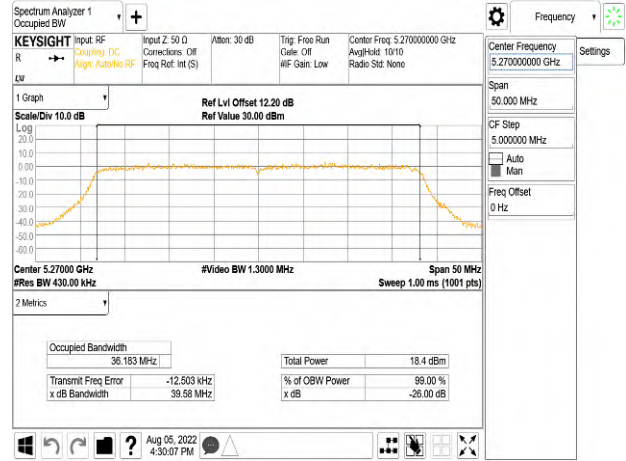 Spectrum Analyzer 1
Occupied BW
Frequency
KEYSIGHT
R
Input: RF
Coupling: DC
Align: Auto/No RF
Input Z: 50 Ω
Corrections: Off
Freq Ref: Int (S)
Atten: 30 dB
Trig: Free Run
Gate: Off
#IF Gain: Low
Center Freq: 5.270000000 GHz
Avg|Hold: 10/10
Radio Std: None
Center Frequency
5.270000000 GHz
Settings
Span
50.000 MHz
CF Step
5.000000 MHz
Auto
Man
Freq Offset
0 Hz
1 Graph
Scale/Div 10.0 dB
Ref Lvl Offset 12.20 dB
Ref Value 30.00 dBm
Log
20.0
10.0
0.00
-10.0
-20.0
-30.0
-40.0
-50.0
-60.0
Center 5.27000 GHz
#Res BW 430.00 kHz
#Video BW 1.3000 MHz
Span 50 MHz
Sweep 1.00 ms (1001 pts)
2 Metrics
Occupied Bandwidth
36.183 MHz
Total Power 18.4 dBm
Transmit Freq Error -12.503 kHz
% of OBW Power 99.00 %
x dB Bandwidth 39.58 MHz
x dB -26.00 dB
?
Aug 05, 2022
4:30:07 PM